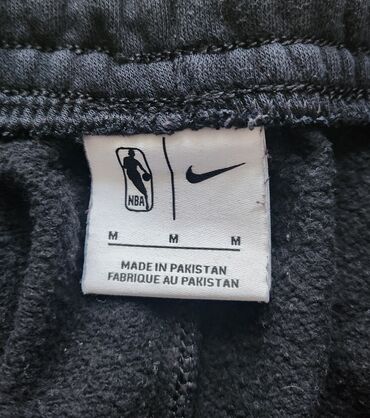 NBA
M M M
MADE IN PAKISTAN
FABRIQUE AU PAKISTAN